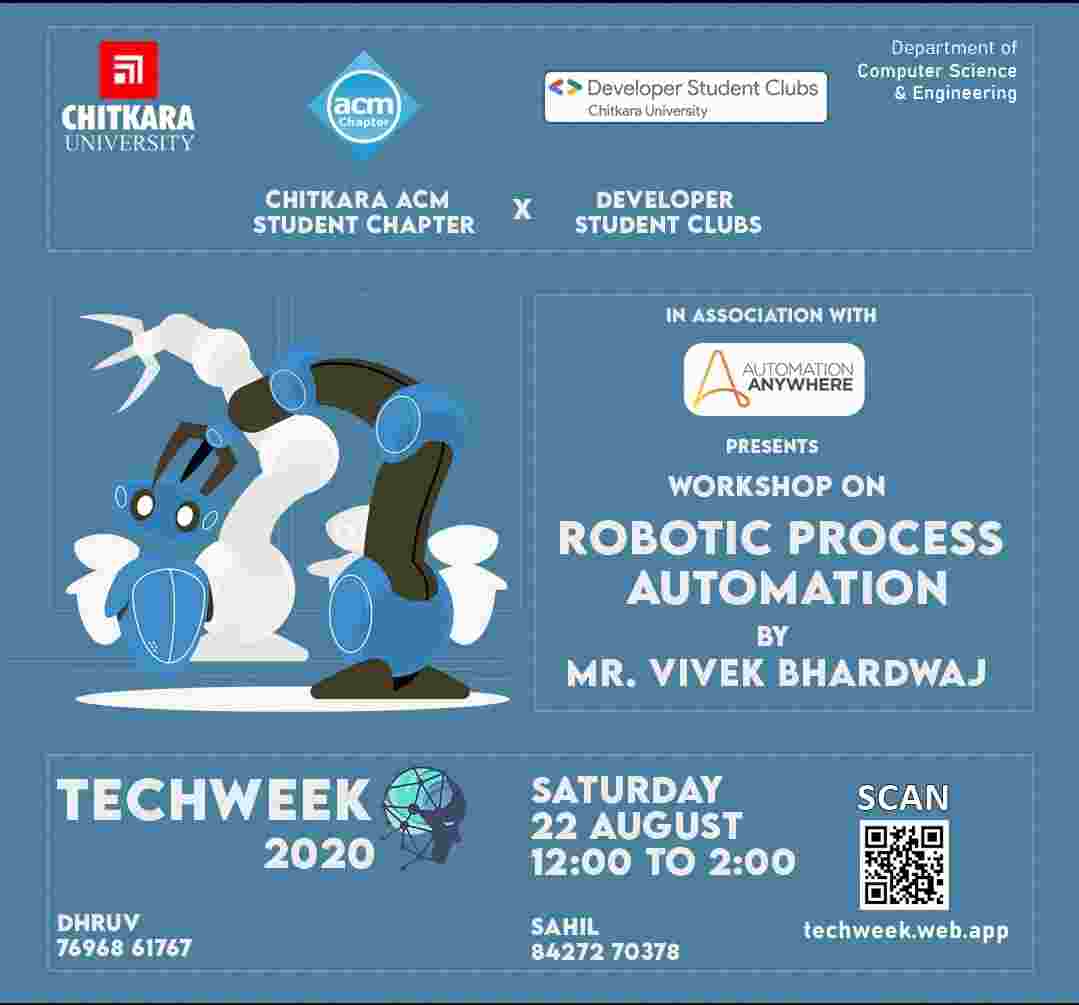 CHITKARA
UNIVERSITY
acm
Chapter
Developer Student Clubs
Chitkara University
Department of
Computer Science
& Engineering
CHITKARA ACM
STUDENT CHAPTER
X
DEVELOPER
STUDENT CLUBS
IN ASSOCIATION WITH
AUTOMATION
ANYWHERE
PRESENTS
WORKSHOP ON
ROBOTIC PROCESS
AUTOMATION
BY
MR. VIVEK BHARDWAJ
TECHWEEK
2020
SATURDAY
22 AUGUST
12:00 TO 2:00
SCAN
techweek.web.app
DHRUV
76968 61767
SAHIL
84272 70378